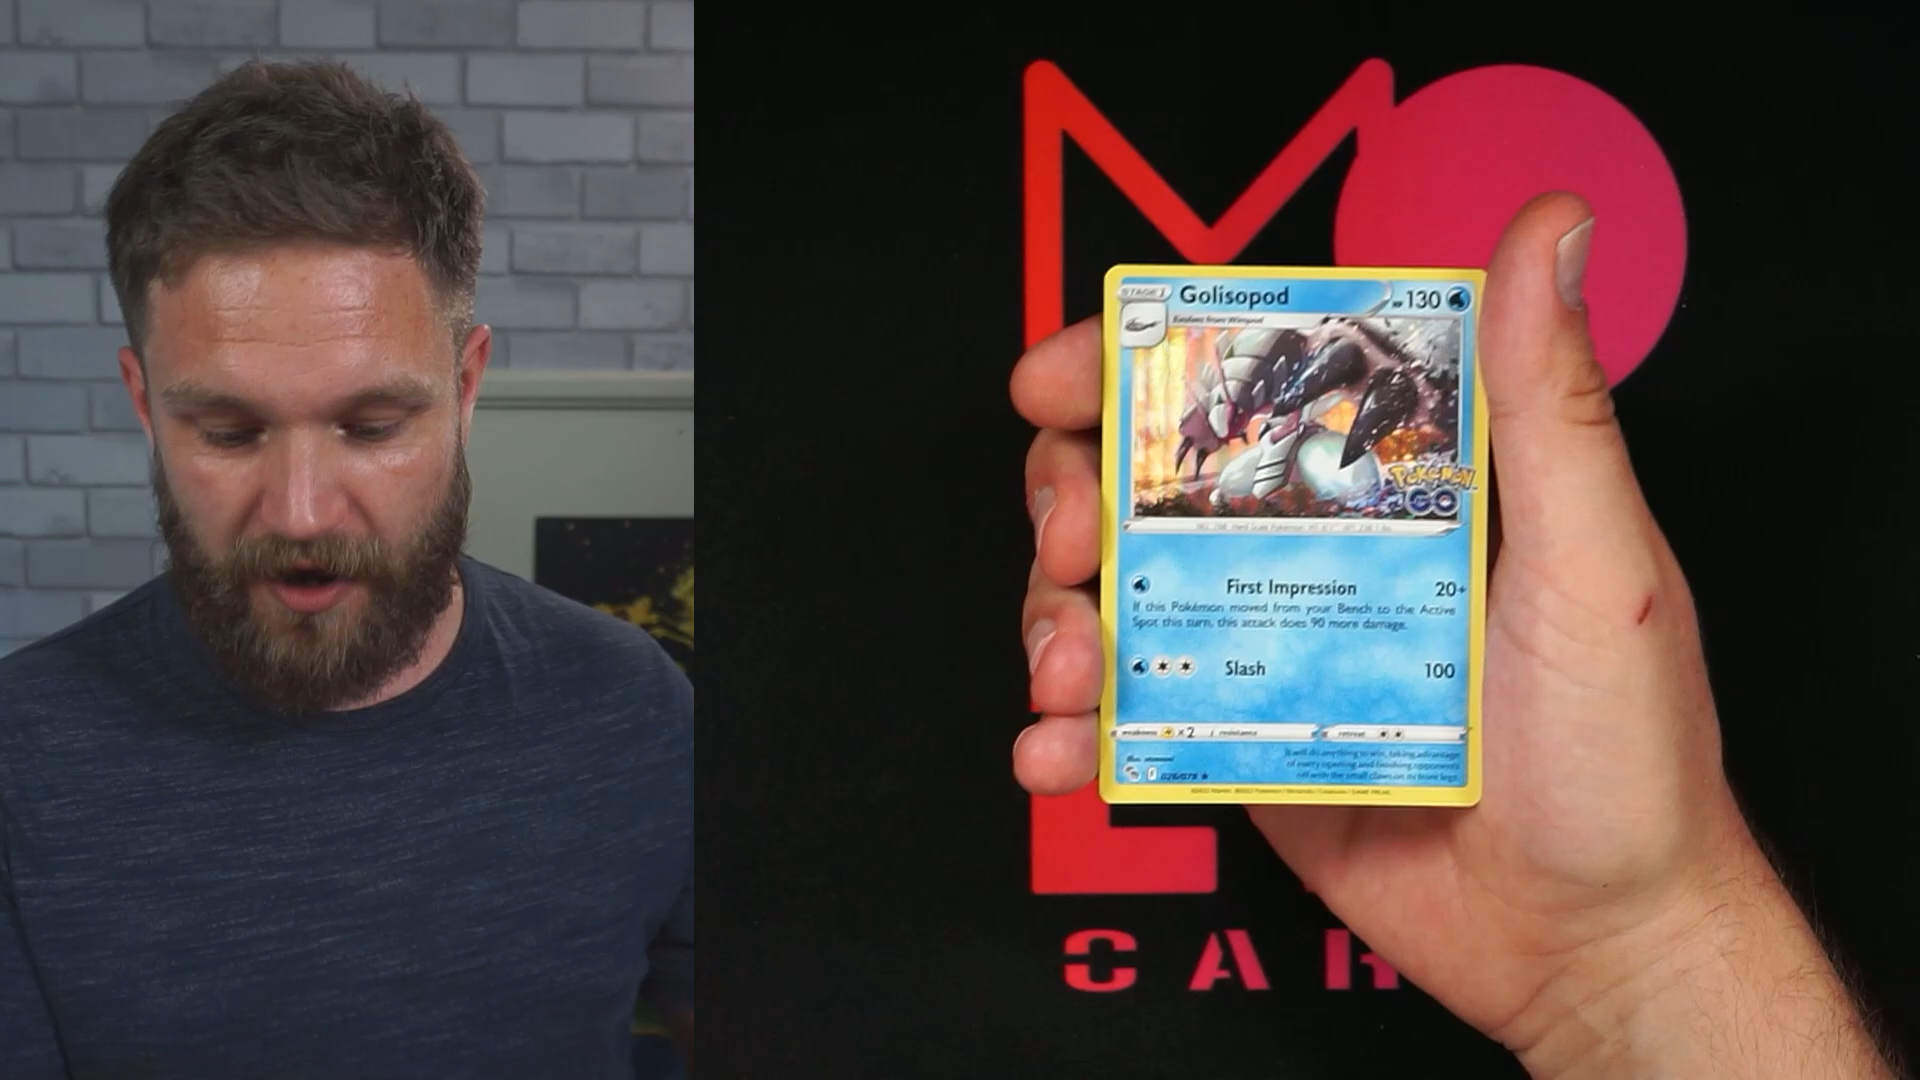 STAGE 1
Golisopod
HP 130
Evolves from Wimpod
Pokémon
GO
First Impression 20+
If this Pokémon moved from your Bench to the Active
Spot this turn, this attack does 90 more damage.
Slash 100
weakness ×2 resistance retreat
It will do anything to win, taking advantage
of every opening and finishing opponents
off with the small claws on its front legs.
026/078
CAR